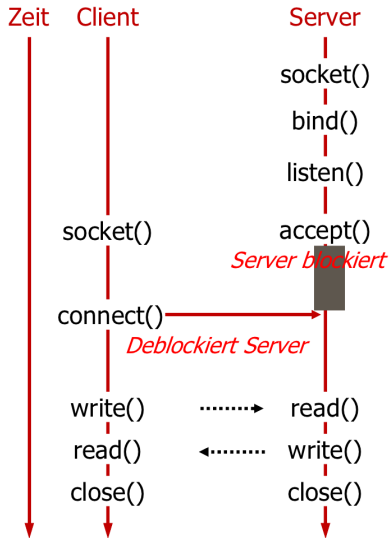 Zeit Client Server
socket()
bind()
listen()
socket() accept()
Server blockiert
connect()
Deblockiert Server
write() read()
read() write()
close() close()